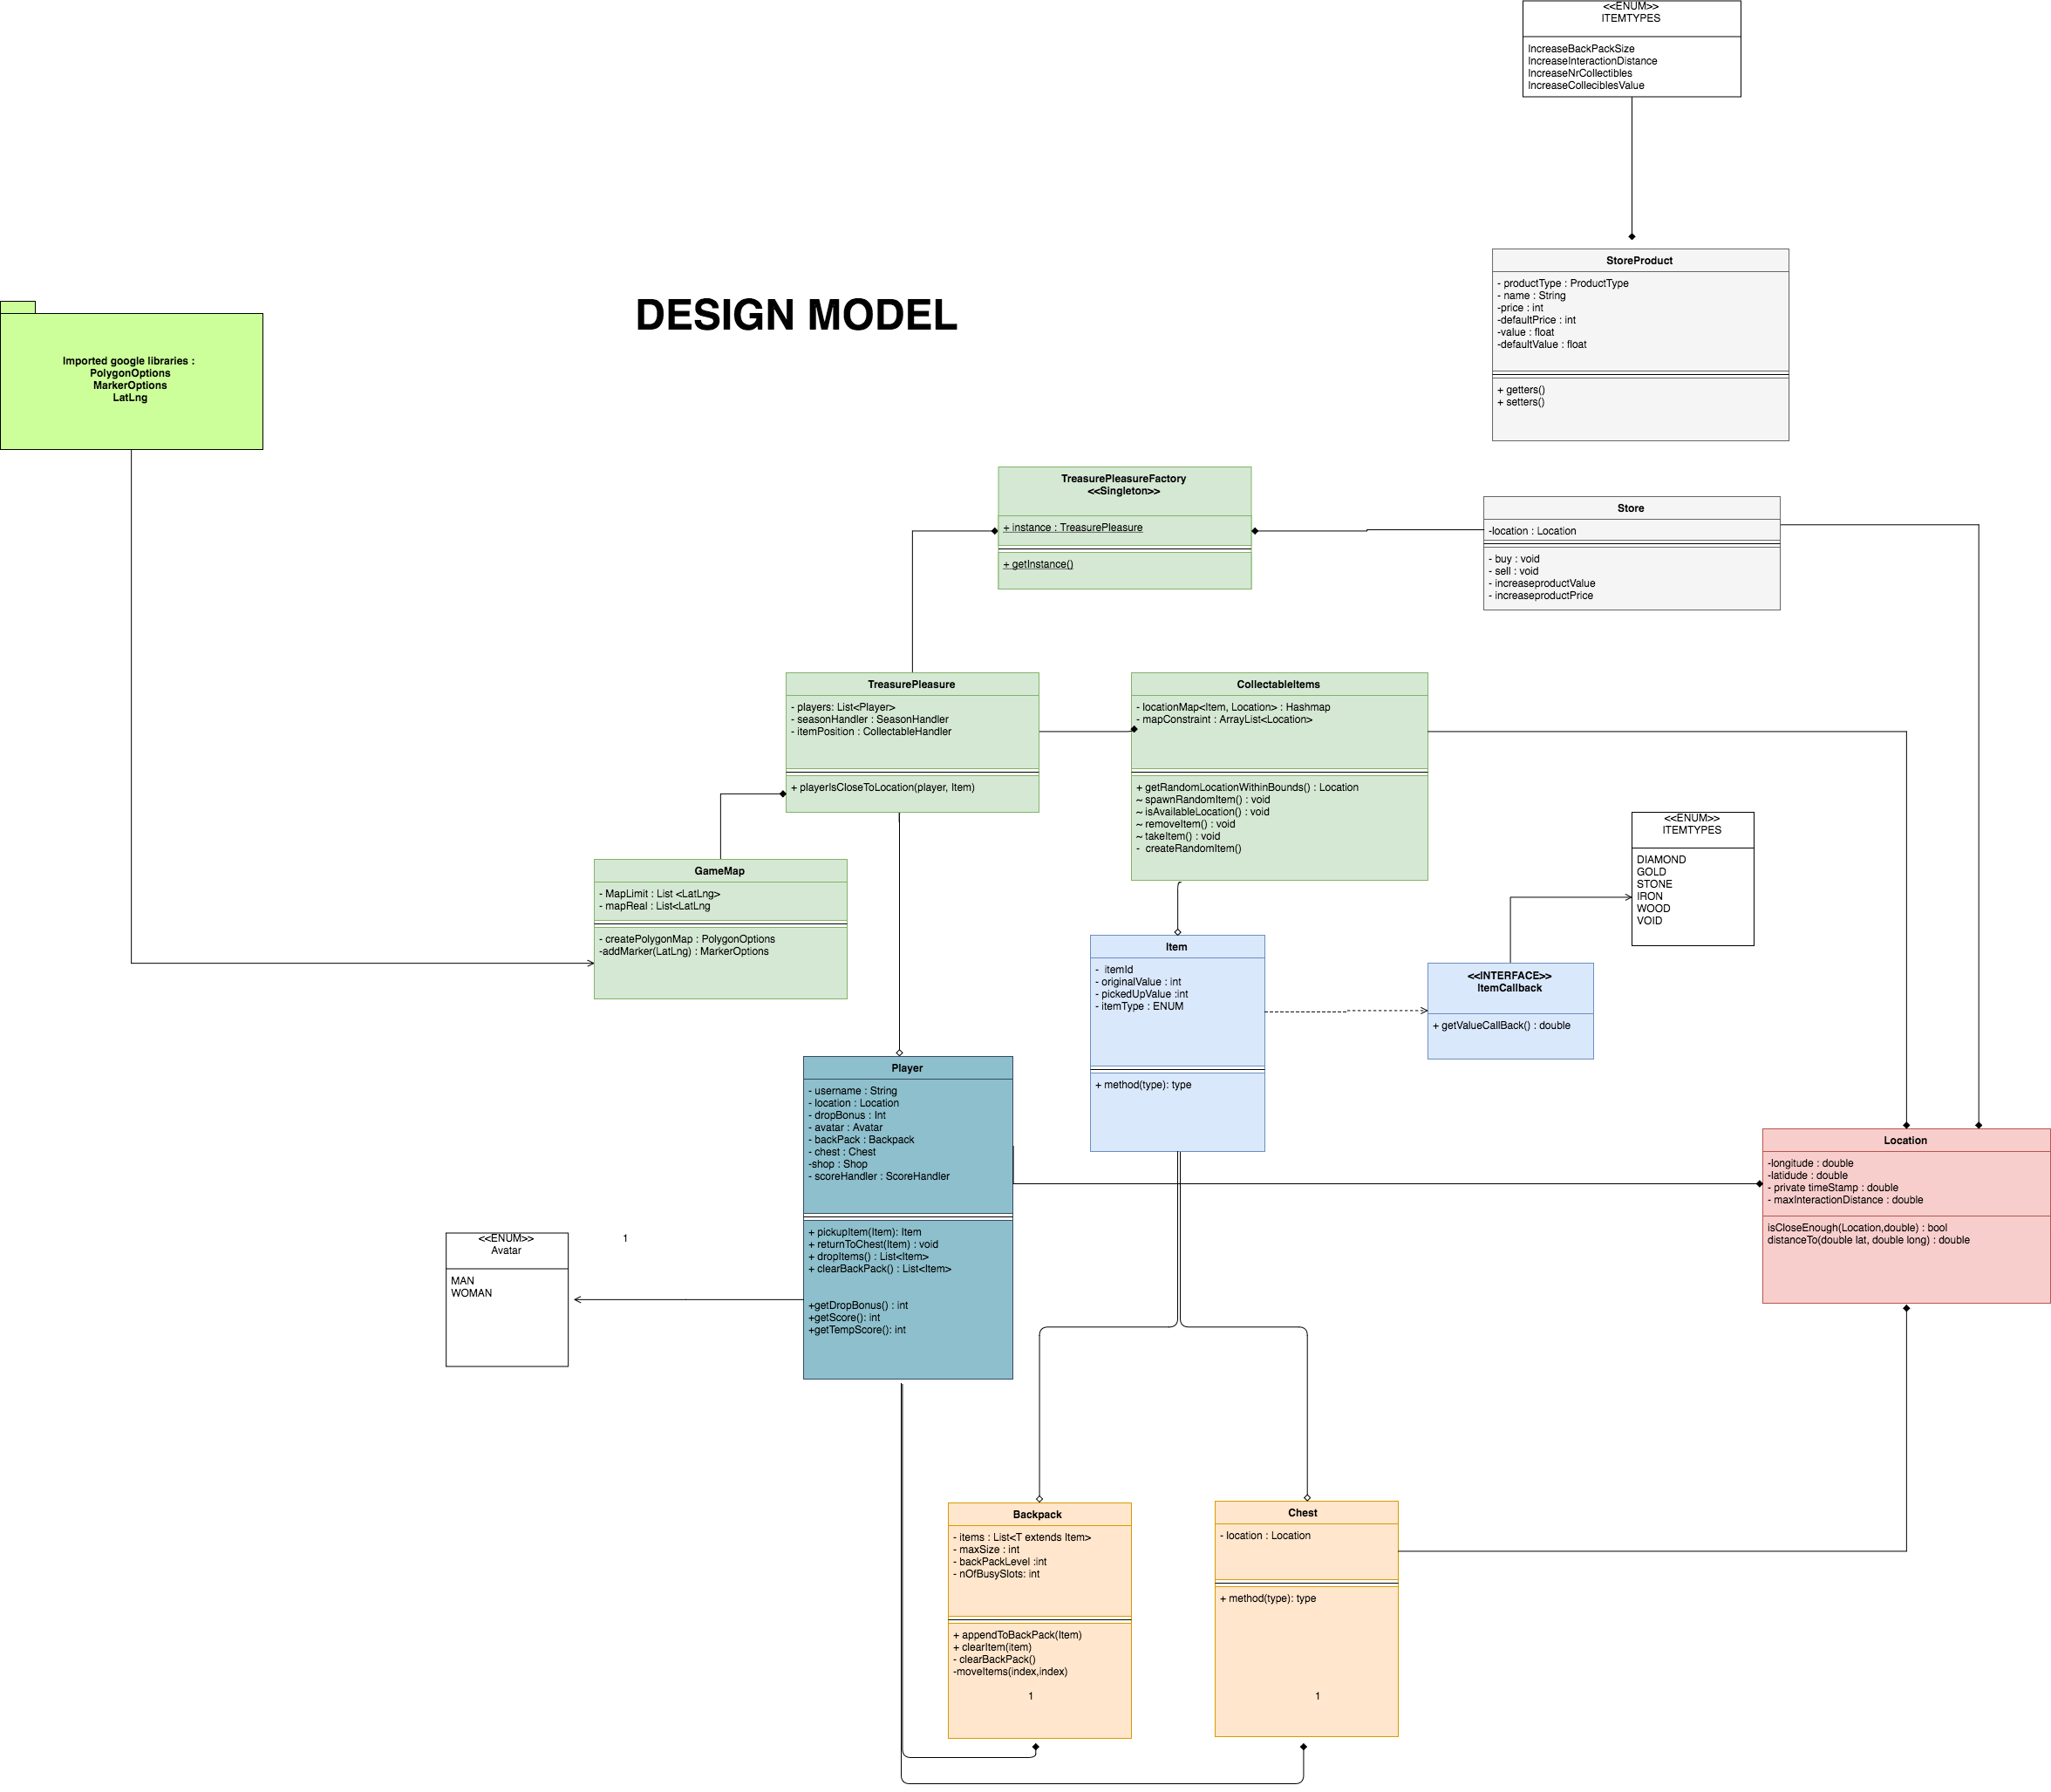 <<ENUM>>
ITEMTYPES
IncreaseBackPackSize
IncreaseInteractionDistance
IncreaseNrCollectibles
IncreaseColleciblesValue
StoreProduct
- productType : ProductType
- name : String
-price : int
-defaultPrice : int
-value : float
-defaultValue : float
+ getters()
+ setters()
DESIGN MODEL
Imported google libraries :
PolygonOptions
MarkerOptions
LatLng
TreasurePleasureFactory
<<Singleton>>
+ instance : TreasurePleasure
+ getInstance()
Store
-location : Location
- buy : void
- sell : void
- increaseproductValue
- increaseproductPrice
TreasurePleasure
- players: List<Player>
- seasonHandler : SeasonHandler
- itemPosition : CollectableHandler
+ playerIsCloseToLocation(player, Item)
CollectableItems
- locationMap<Item, Location> : Hashmap
- mapConstraint : ArrayList<Location>
+ getRandomLocationWithinBounds() : Location
~ spawnRandomItem() : void
~ isAvailableLocation() : void
~ removeItem() : void
~ takeItem() : void
-  createRandomItem()
<<ENUM>>
ITEMTYPES
DIAMOND
GOLD
STONE
IRON
WOOD
VOID
GameMap
- MapLimit : List <LatLng>
- mapReal : List<LatLng
- createPolygonMap : PolygonOptions
-addMarker(LatLng) : MarkerOptions
Item
-  itemId
- originalValue : int
- pickedUpValue :int
- itemType : ENUM
+ method(type): type
<<INTERFACE>>
ItemCallback
+ getValueCallBack() : double
Player
- username : String
- location : Location
- dropBonus : Int
- avatar : Avatar
- backPack : Backpack
- chest : Chest
-shop : Shop
- scoreHandler : ScoreHandler
+ pickupItem(Item): Item
+ returnToChest(Item) : void
+ dropItems() : List<Item>
+ clearBackPack() : List<Item>
+getDropBonus() : int
+getScore(): int
+getTempScore(): int
Location
-longitude : double
-latidude : double
- private timeStamp : double
- maxInteractionDistance : double
isCloseEnough(Location,double) : bool
distanceTo(double lat, double long) : double
<<ENUM>>
Avatar
MAN
WOMAN
1
Backpack
- items : List<T extends Item>
- maxSize : int
- backPackLevel :int
- nOfBusySlots: int
+ appendToBackPack(Item)
+ clearItem(item)
- clearBackPack()
-moveItems(index,index)
1
Chest
- location : Location
+ method(type): type
1